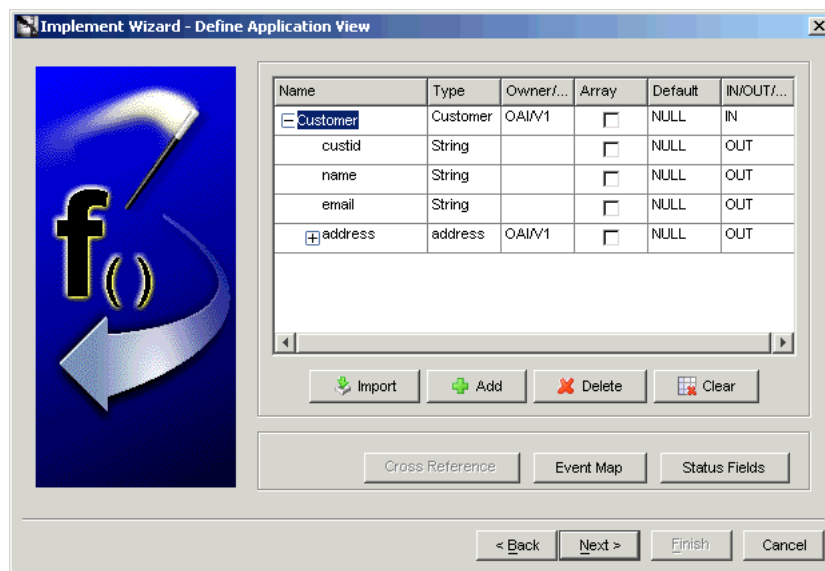 Implement Wizard - Define Application View
Name Type Owner/... Array Default IN/OUT/...
Customer Customer OAI/V1 NULL IN
custid String NULL OUT
name String NULL OUT
email String NULL OUT
address address OAI/V1 NULL OUT
f()
Import Add Delete Clear
Cross Reference Event Map Status Fields
< Back Next > Finish Cancel